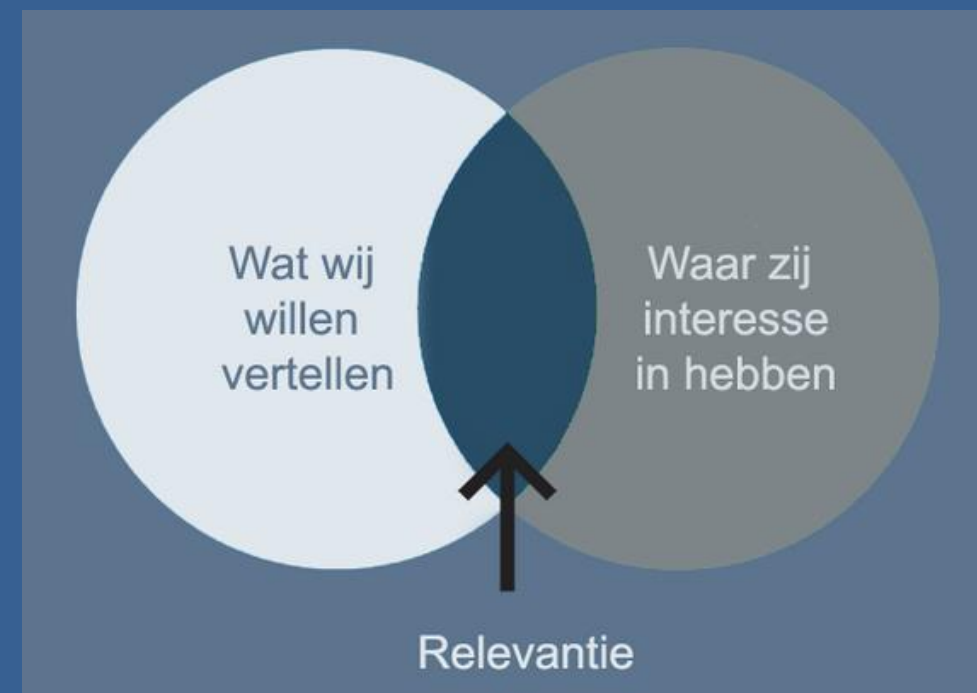 Wat wij
willen
vertellen
Waar zij
interesse
in hebben
Relevantie